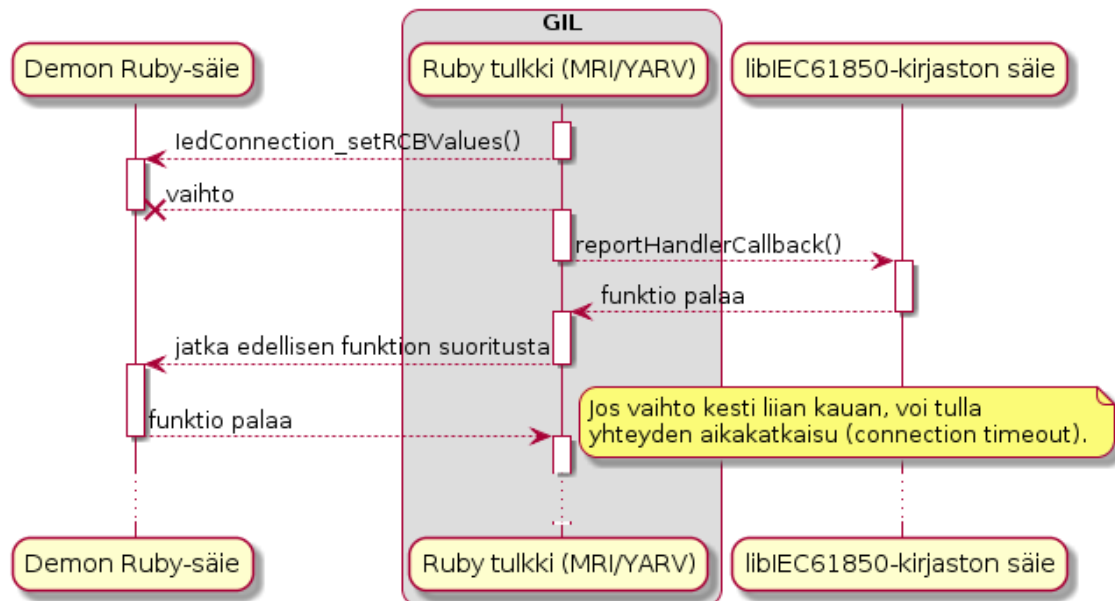 GIL
Demon Ruby-säie
Ruby tulkki (MRI/YARV)
libIEC61850-kirjaston säie
IedConnection_setRCBValues()
vaihto
reportHandlerCallback()
funktio palaa
jatka edellisen funktion suoritusta
Jos vaihto kesti liian kauan, voi tulla
yhteyden aikakatkaisu (connection timeout).
funktio palaa
Demon Ruby-säie
Ruby tulkki (MRI/YARV)
libIEC61850-kirjaston säie